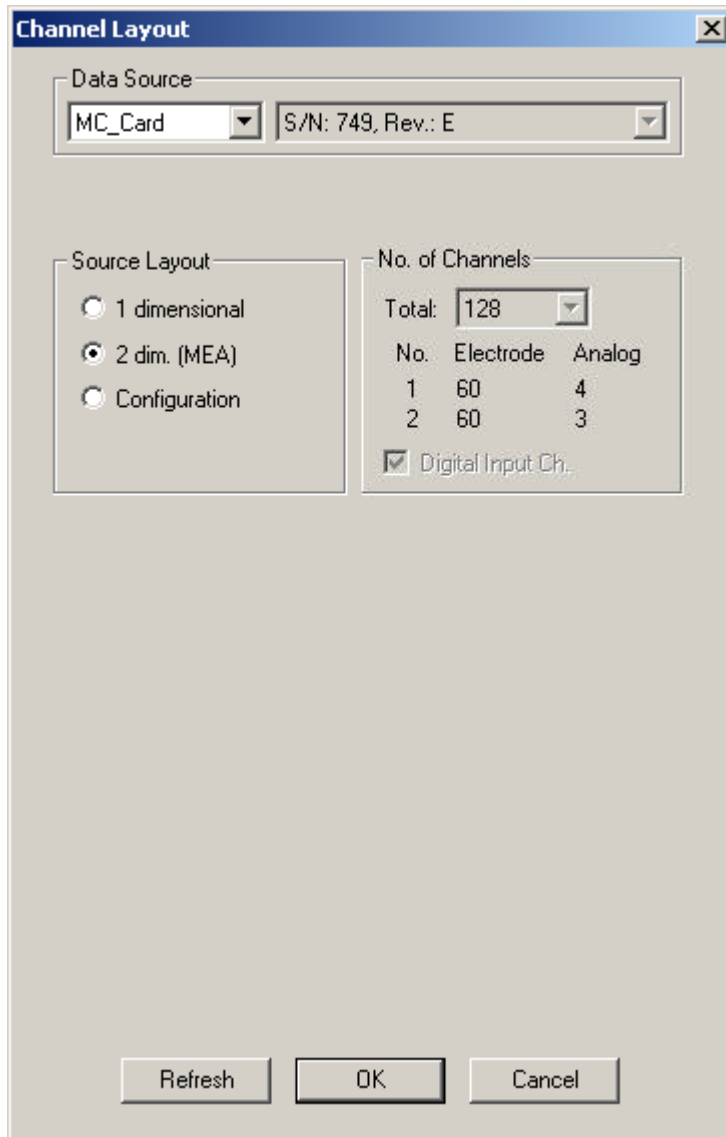 Channel Layout
Data Source
MC_Card
S/N: 749, Rev.: E
Source Layout
1 dimensional
2 dim. (MEA)
Configuration
No. of Channels
Total: 128
No. Electrode Analog
1 60 4
2 60 3
Digital Input Ch.
Refresh OK Cancel